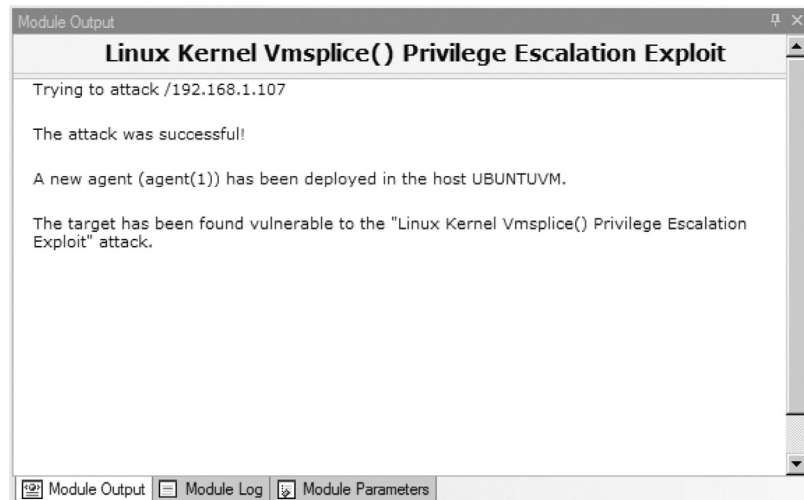 Module Output
Linux Kernel Vmsplice() Privilege Escalation Exploit
Trying to attack /192.168.1.107
The attack was successful!
A new agent (agent(1)) has been deployed in the host UBUNTUVM.
The target has been found vulnerable to the "Linux Kernel Vmsplice() Privilege Escalation
Exploit" attack.
Module Output Module Log Module Parameters